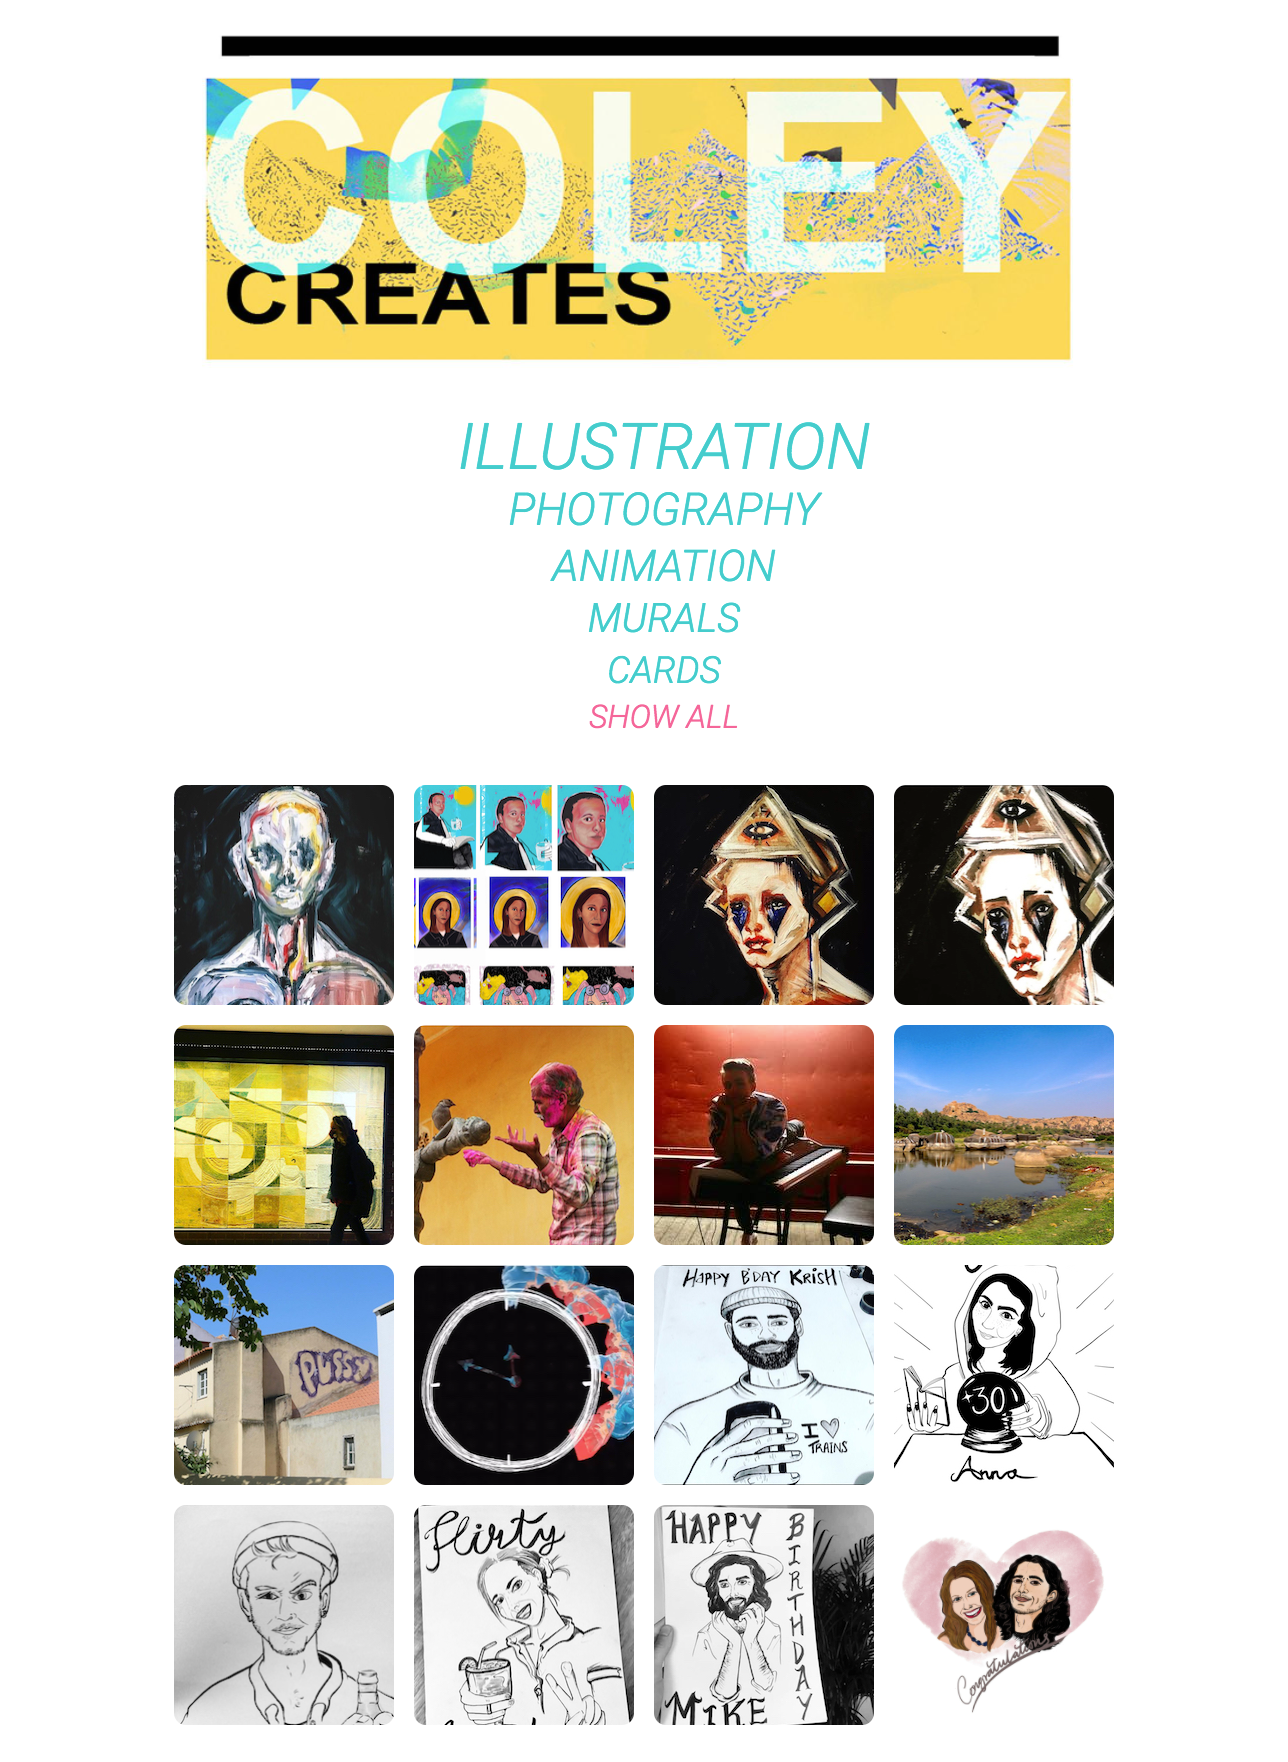 COLEY
CREATES
ILLUSTRATION
PHOTOGRAPHY
ANIMATION
MURALS
CARDS
SHOW ALL
HAPPY B'DAY KRISH
I ♡
TRAINS
+30
Anna
Flirty
HAPPY
BIRTHDAY
MIKE
Congratulations